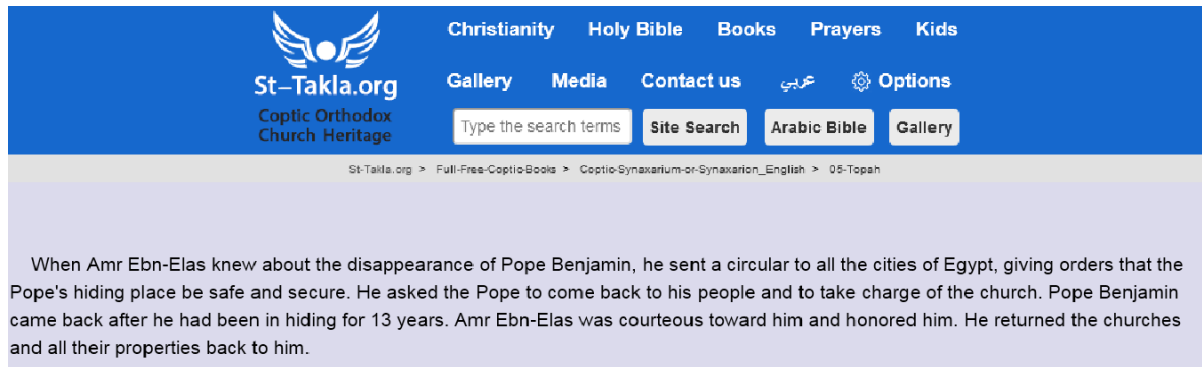 Christianity Holy Bible Books Prayers Kids
St-Takla.org
Gallery Media Contact us عربي Options
Coptic Orthodox
Church Heritage
Type the search terms Site Search Arabic Bible Gallery
St-Takla.org > Full-Free-Coptic-Books > Coptic-Synaxarium-or-Synaxarion_English > 05-Topah
When Amr Ebn-Elas knew about the disappearance of Pope Benjamin, he sent a circular to all the cities of Egypt, giving orders that the
Pope's hiding place be safe and secure. He asked the Pope to come back to his people and to take charge of the church. Pope Benjamin
came back after he had been in hiding for 13 years. Amr Ebn-Elas was courteous toward him and honored him. He returned the churches
and all their properties back to him.